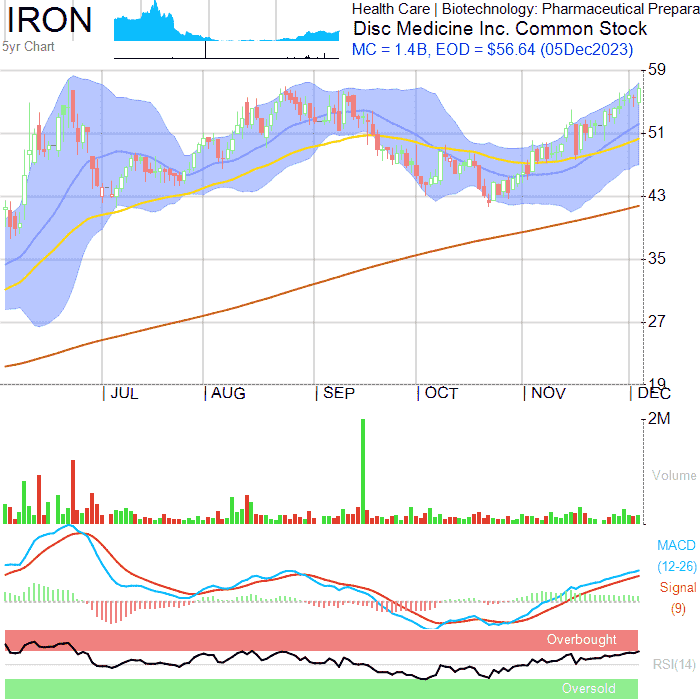 IRON
5yr Chart
Health Care | Biotechnology: Pharmaceutical Prepara
Disc Medicine Inc. Common Stock
MC = 1.4B, EOD = $56.64 (05Dec2023)
59
51
43
35
27
19
JUL
AUG
SEP
OCT
NOV
DEC
2M
Volume
MACD
(12-26)
Signal
(9)
Overbought
RSI(14)
Oversold